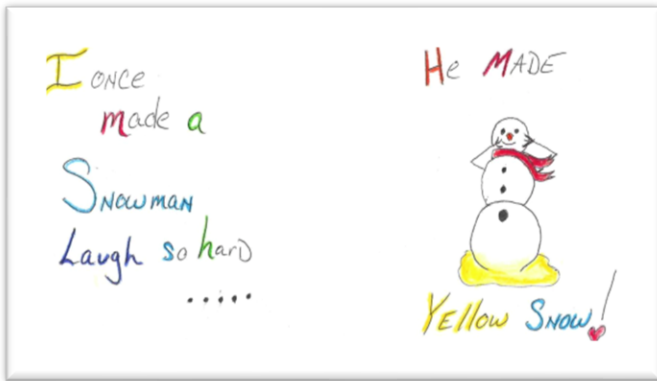 I once
made a
Snowman
Laugh so hard
.....
He MADE
Yellow Snow!